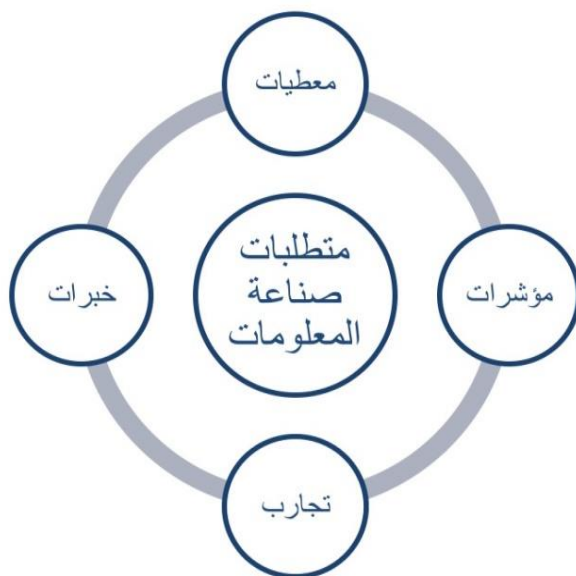 معطيات
متطلبات
صناعة
المعلومات
مؤشرات
خبرات
تجارب